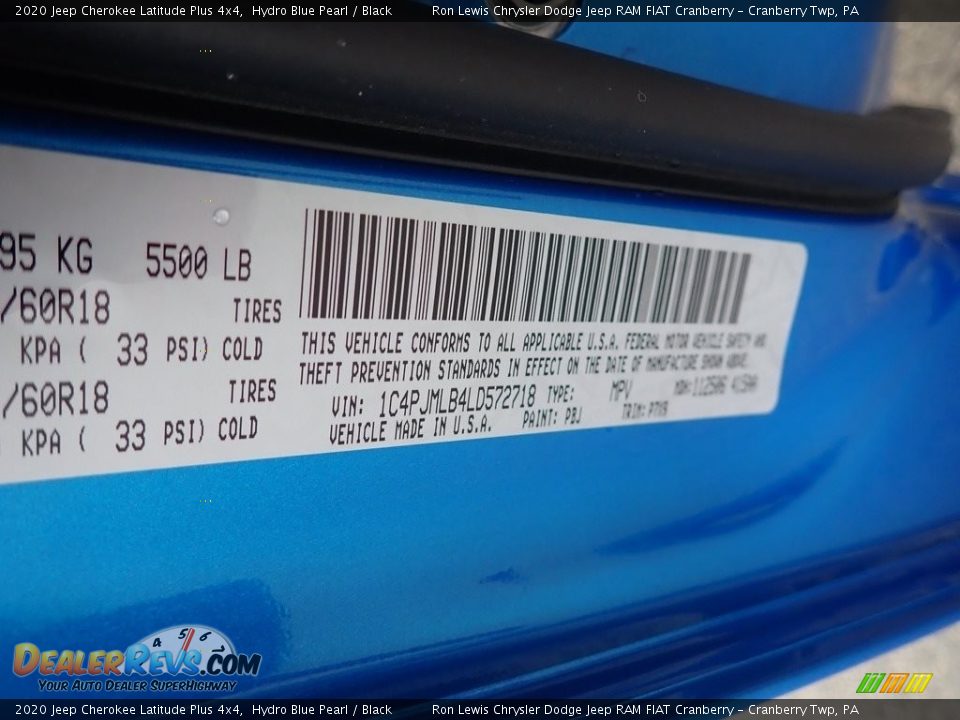 2020 Jeep Cherokee Latitude Plus 4x4, Hydro Blue Pearl / Black Ron Lewis Chrysler Dodge Jeep RAM FIAT Cranberry - Cranberry Twp, PA
95 KG 5500 LB
/60R18 TIRES
KPA ( 33 PSI) COLD
/60R18 TIRES
KPA ( 33 PSI) COLD
THIS VEHICLE CONFORMS TO ALL APPLICABLE U.S.A. FEDERAL MOTOR VEHICLE SAFETY AND
THEFT PREVENTION STANDARDS IN EFFECT ON THE DATE OF MANUFACTURE SHOWN ABOVE.
VIN: 1C4PJMLB4LD572718 TYPE: MPV MDH:
VEHICLE MADE IN U.S.A. PAINT: PBJ TRIM:
4 5 6
DealerRevs.com
Your Auto Dealer SuperHighway
2020 Jeep Cherokee Latitude Plus 4x4, Hydro Blue Pearl / Black Ron Lewis Chrysler Dodge Jeep RAM FIAT Cranberry - Cranberry Twp, PA